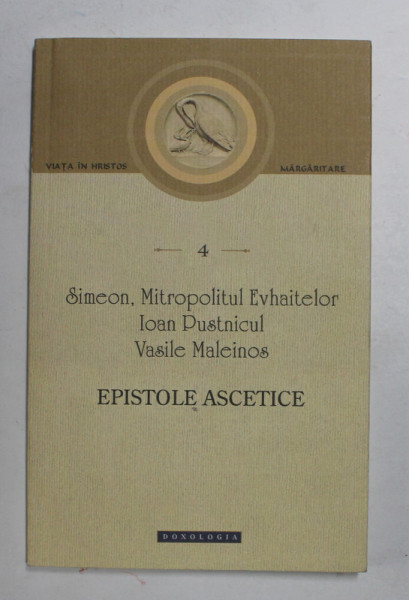 VIAȚA ÎN HRISTOS
MĂRGĂRITARE
4
Simeon, Mitropolitul Evhaitelor
Ioan Pustnicul
Vasile Maleinos
EPISTOLE ASCETICE
DOXOLOGIA